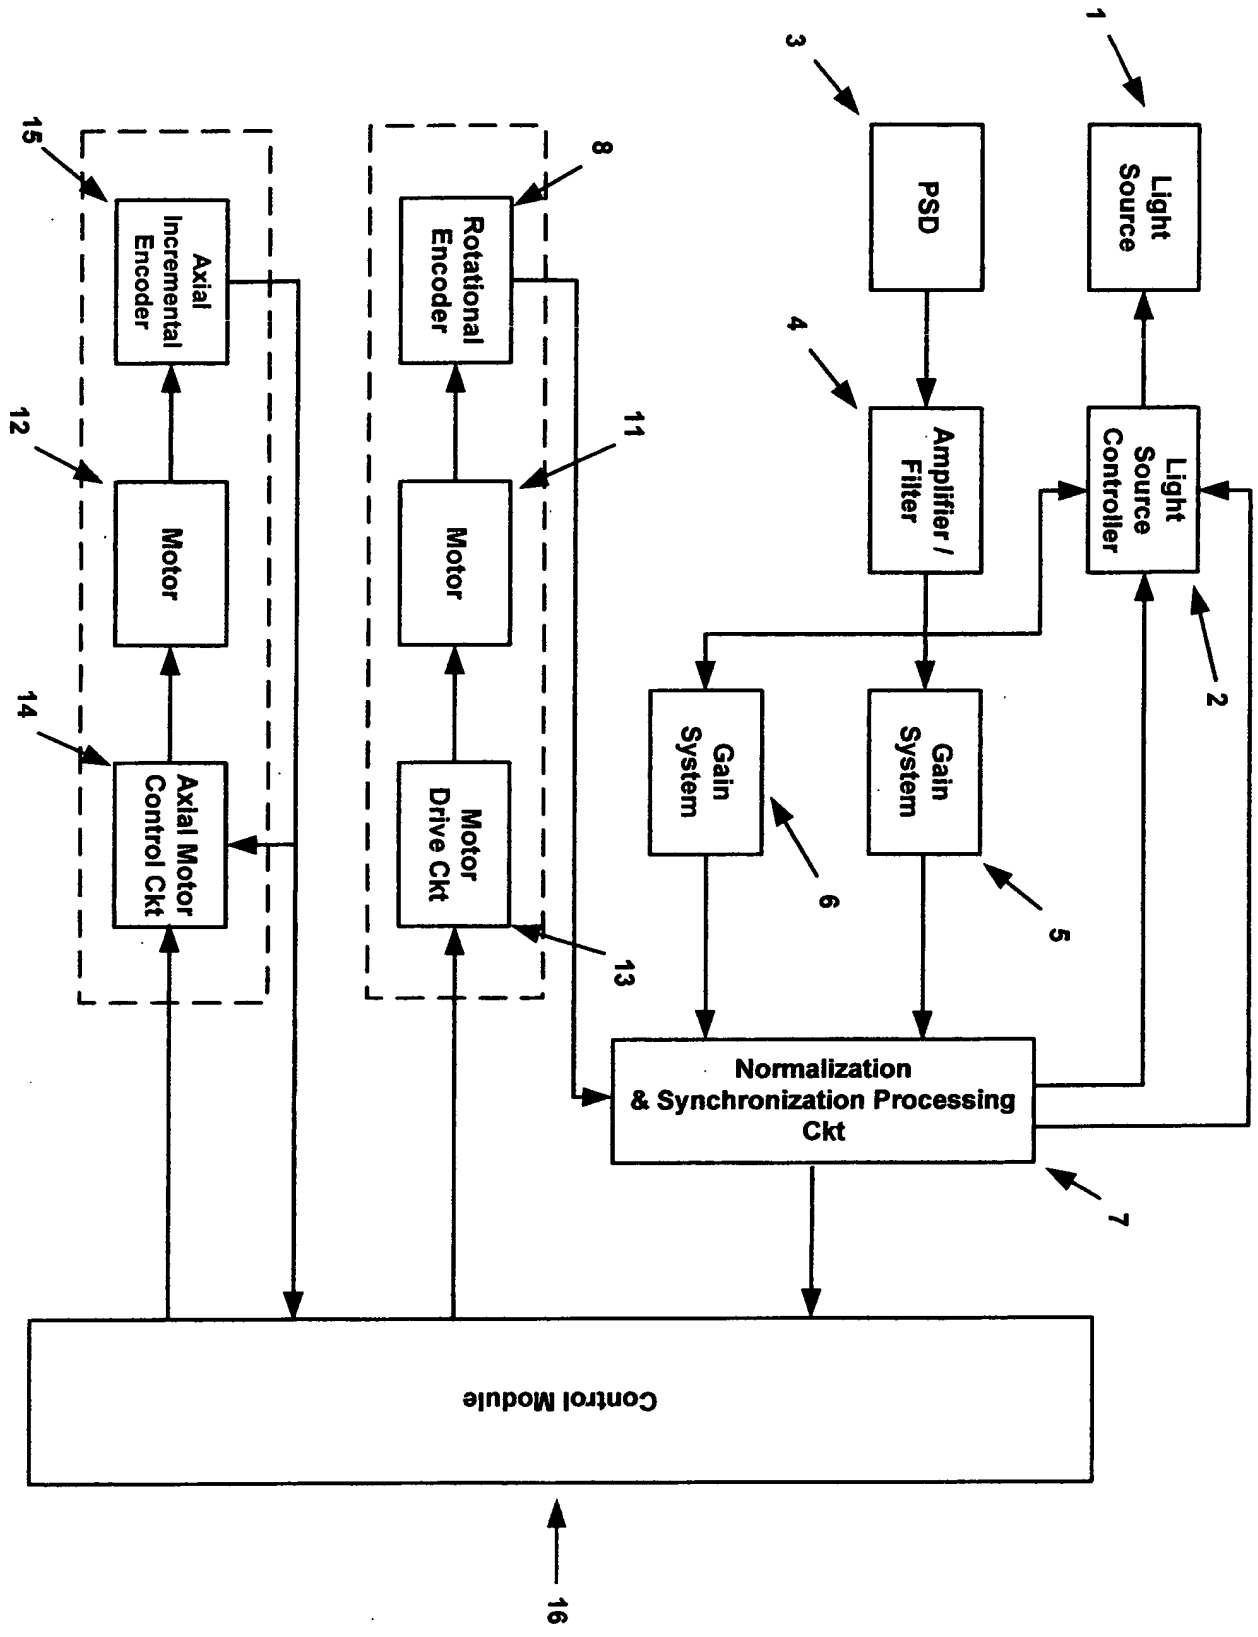 1
Light
Source
Light
Source
Controller
2
3
PSD
4
Amplifier /
Filter
Gain
System
5
Gain
System
6
Normalization
& Synchronization Processing
Ckt
7
8
Rotational
Encoder
11
Motor
Motor
Drive Ckt
13
15
Axial
Incremental
Encoder
12
Motor
14
Axial Motor
Control Ckt
Control Module
16